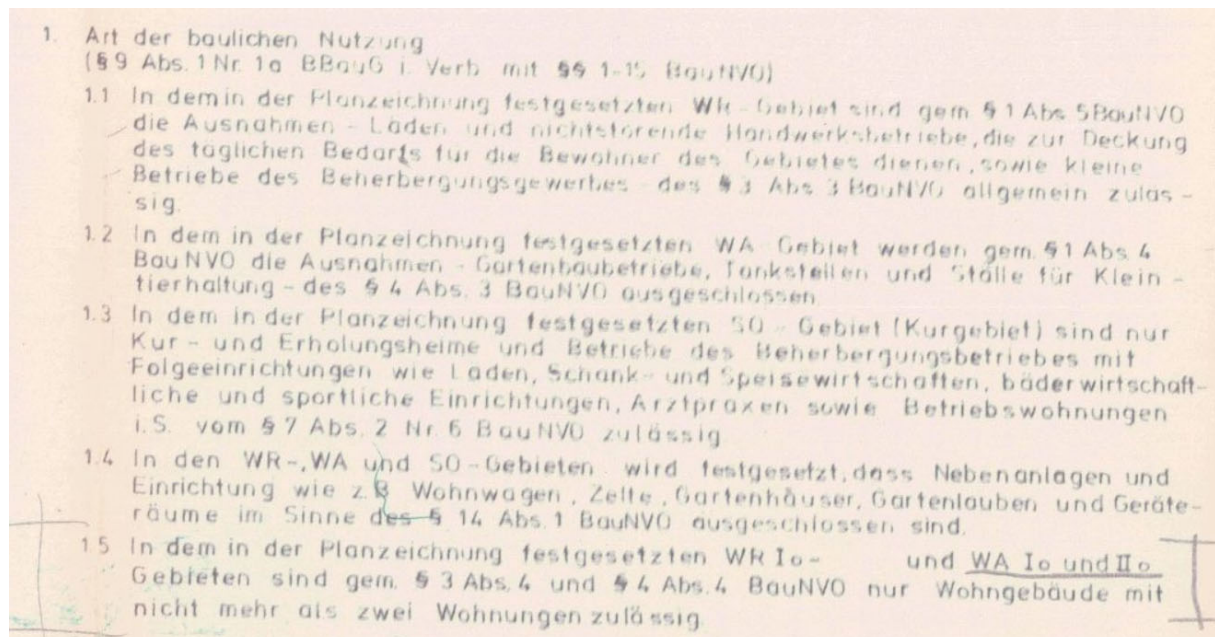 1. Art der baulichen Nutzung
(§ 9 Abs. 1 Nr. 1a BBauG i. Verb mit §§ 1-15 BauNVO)
1.1 In dem in der Planzeichnung festgesetzten WR-Gebiet sind gem § 1 Abs 5 BauNVO
die Ausnahmen - Läden und nichtstörende Handwerksbetriebe, die zur Deckung
des täglichen Bedarfs für die Bewohner des Gebietes dienen, sowie kleine
Betriebe des Beherbergungsgewerbes - des § 3 Abs 3 BauNVO allgemein zuläs-
sig.
1.2 In dem in der Planzeichnung festgesetzten WA Gebiet werden gem. § 1 Abs 4
BauNVO die Ausnahmen - Gartenbaubetriebe, Tankstellen und Ställe für Klein-
tierhaltung - des § 4 Abs. 3 BauNVO ausgeschlossen
1.3 In dem in der Planzeichnung festgesetzten SO - Gebiet (Kurgebiet) sind nur
Kur- und Erholungsheime und Betriebe des Beherbergungsbetriebes mit
Folgeeinrichtungen wie Läden, Schank- und Speisewirtschaften, bäderwirtschaft-
liche und sportliche Einrichtungen, Arztpraxen sowie Betriebswohnungen
i.S. vom § 7 Abs. 2 Nr. 6 BauNVO zulässig
1.4 In den WR-, WA und SO-Gebieten wird festgesetzt, dass Nebenanlagen und
Einrichtung wie z.B Wohnwagen, Zelte, Gartenhäuser, Gartenlauben und Geräte-
räume im Sinne des § 14 Abs. 1 BauNVO ausgeschlossen sind.
1.5 In dem in der Planzeichnung festgesetzten WR Io- und WA Io und IIo
Gebieten sind gem. § 3 Abs. 4 und § 4 Abs. 4 BauNVO nur Wohngebäude mit
nicht mehr als zwei Wohnungen zulässig.